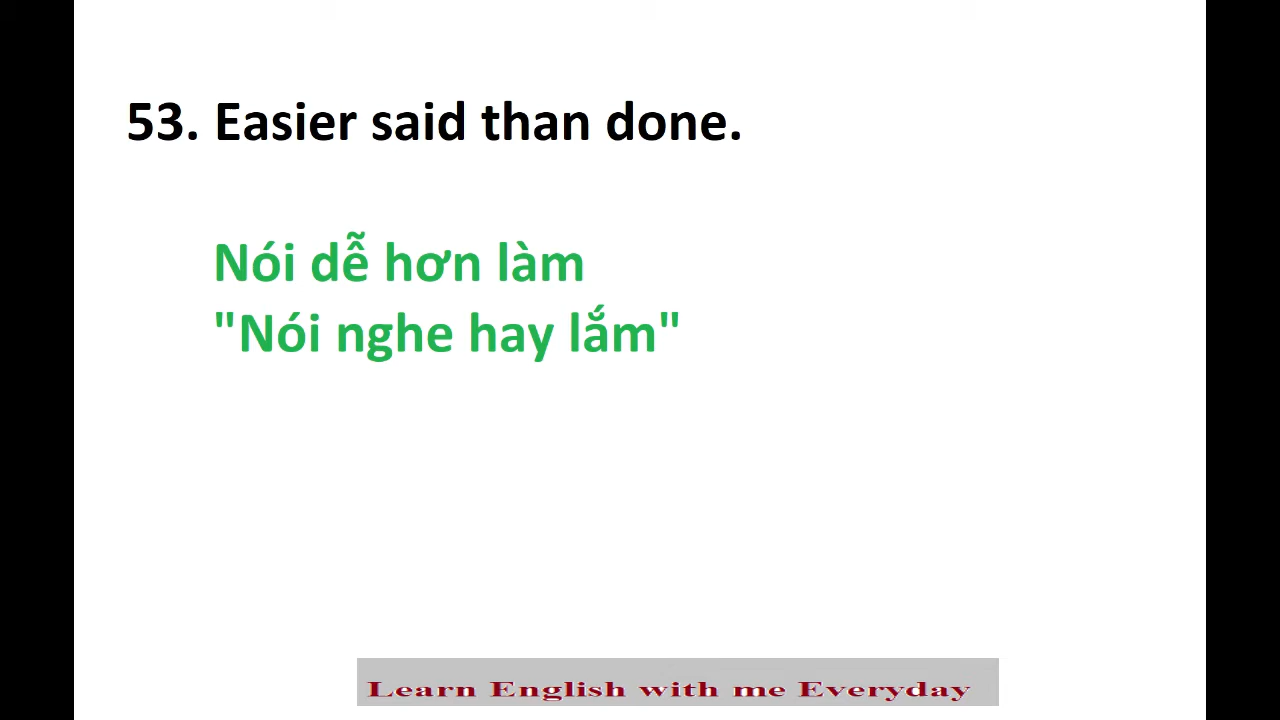 53. Easier said than done.
Nói dễ hơn làm
"Nói nghe hay lắm"
Learn English with me Everyday